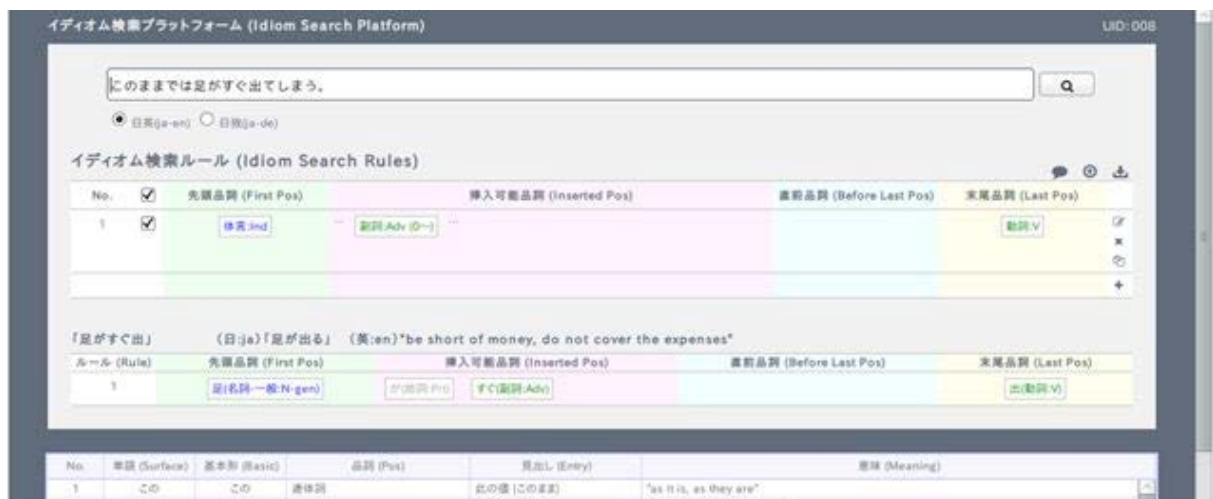 イディオム検索プラットフォーム (Idiom Search Platform) UID: 008
このままでは足がすぐ出てしまう。
日英(ja-en) 日独(ja-de)
イディオム検索ルール (Idiom Search Rules)
No. 先頭品詞 (First Pos) 挿入可能品詞 (Inserted Pos) 直前品詞 (Before Last Pos) 末尾品詞 (Last Pos)
1 体言:Ind ... 副詞:Adv (0~) ... 動詞:V
「足がすぐ出」 (日:ja)「足が出る」 (英:en)"be short of money, do not cover the expenses"
ルール (Rule) 先頭品詞 (First Pos) 挿入可能品詞 (Inserted Pos) 直前品詞 (Before Last Pos) 末尾品詞 (Last Pos)
1 足(名詞-一般:N-gen) が(助詞:Prt) すぐ(副詞:Adv) 出(動詞:V)
No. 単語 (Surface) 基本形 (Basic) 品詞 (Pos) 見出し (Entry) 意味 (Meaning)
1 この この 連体詞 此の儘 (このまま) "as it is, as they are"